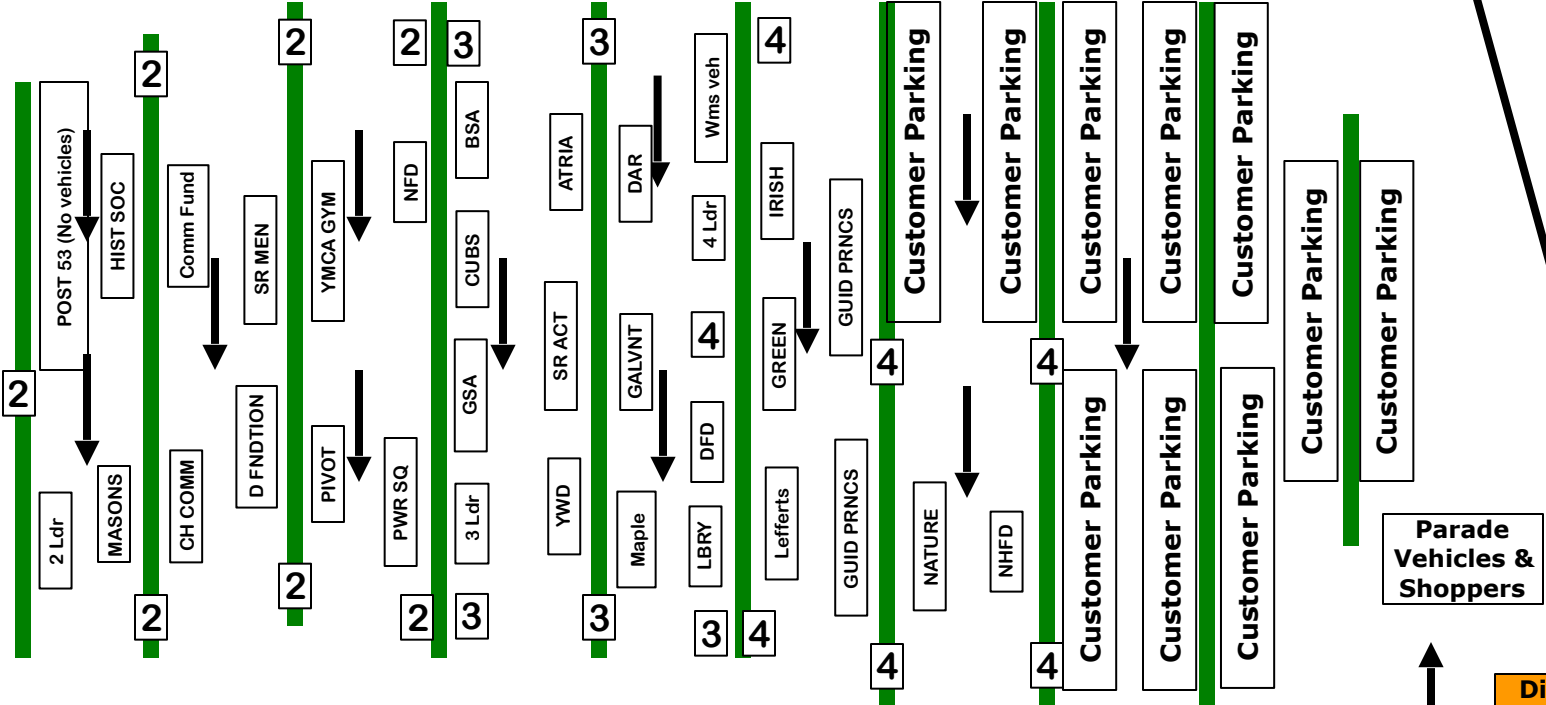 2
POST 53 (No vehicles)
2 Ldr
2
HIST SOC
MASONS
2
Comm Fund
CH COMM
2
SR MEN
D FNDTION
2
YMCA GYM
PIVOT
2
NFD
PWR SQ
2
3
BSA
CUBS
GSA
3 Ldr
3
ATRIA
SR ACT
YWD
3
DAR
GALVNT
Maple
3
Wms veh
4 Ldr
4
DFD
LBRY
3
4
IRISH
GREEN
Lefferts
4
GUID PRNCS
GUID PRNCS
4
4
Customer Parking
NATURE
Customer Parking
NHFD
4
4
Customer Parking
Customer Parking
Customer Parking
Customer Parking
Customer Parking
Customer Parking
Customer Parking
Customer Parking
Parade
Vehicles &
Shoppers
Di